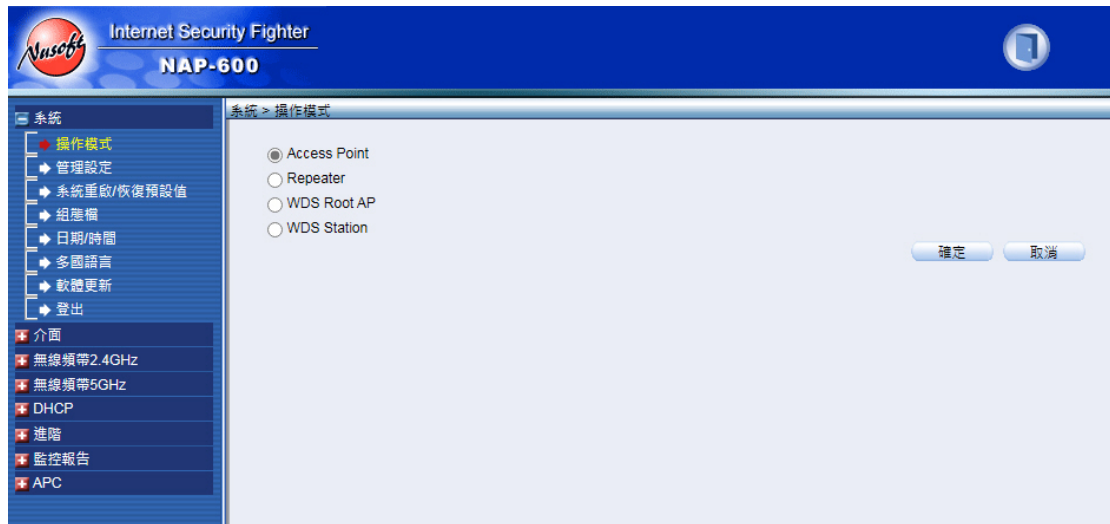 Nusoft
Internet Security Fighter
NAP-600
系統
操作模式
管理設定
系統重啟/恢復預設值
組態檔
日期/時間
多國語言
軟體更新
登出
介面
無線頻帶2.4GHz
無線頻帶5GHz
DHCP
進階
監控報告
APC
系統 > 操作模式
Access Point
Repeater
WDS Root AP
WDS Station
確定 取消